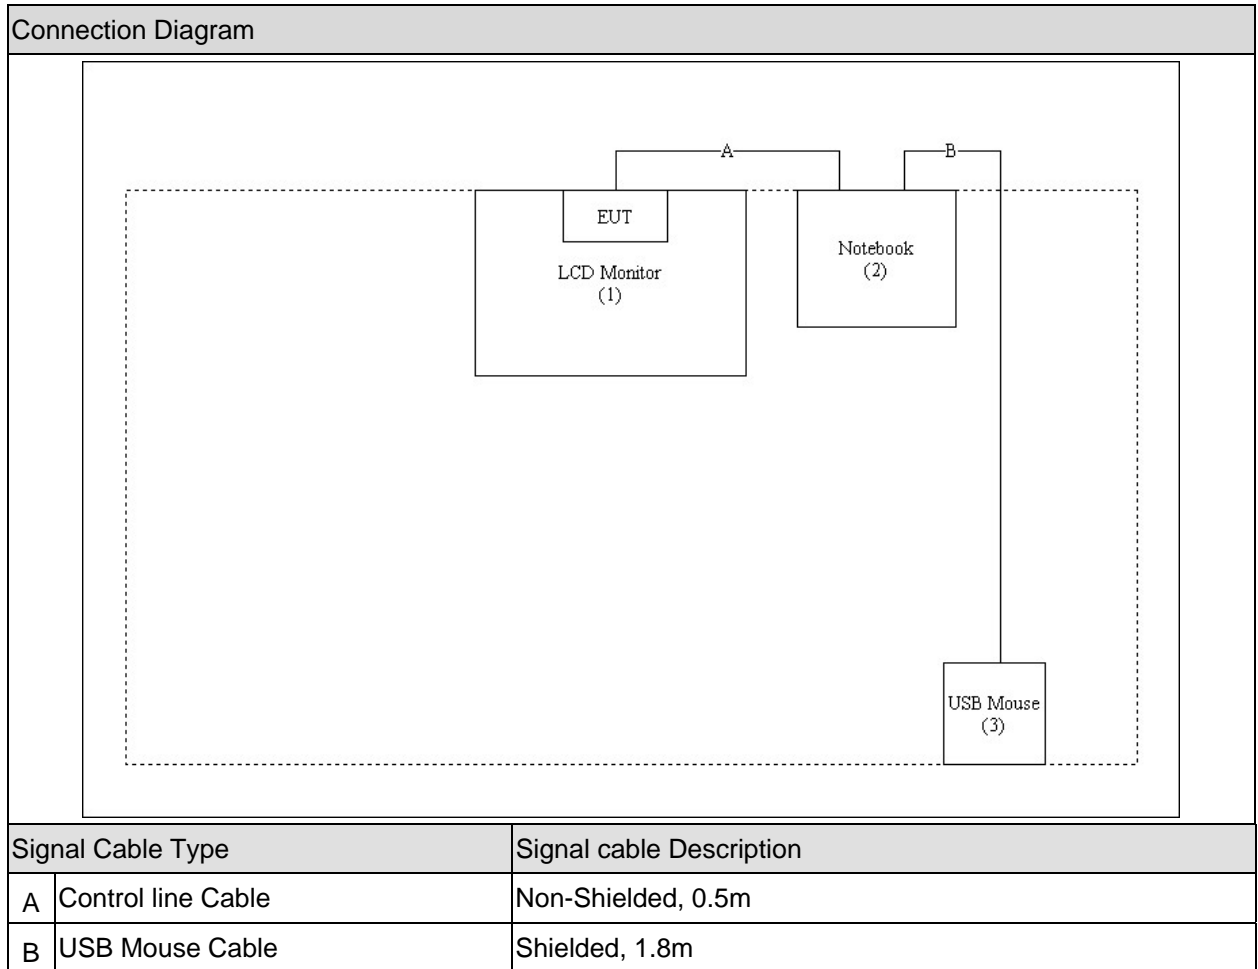 Connection Diagram
A
B
EUT
LCD Monitor
(1)
Notebook
(2)
USB Mouse
(3)
Signal Cable Type Signal cable Description
A Control line Cable Non-Shielded, 0.5m
B USB Mouse Cable Shielded, 1.8m